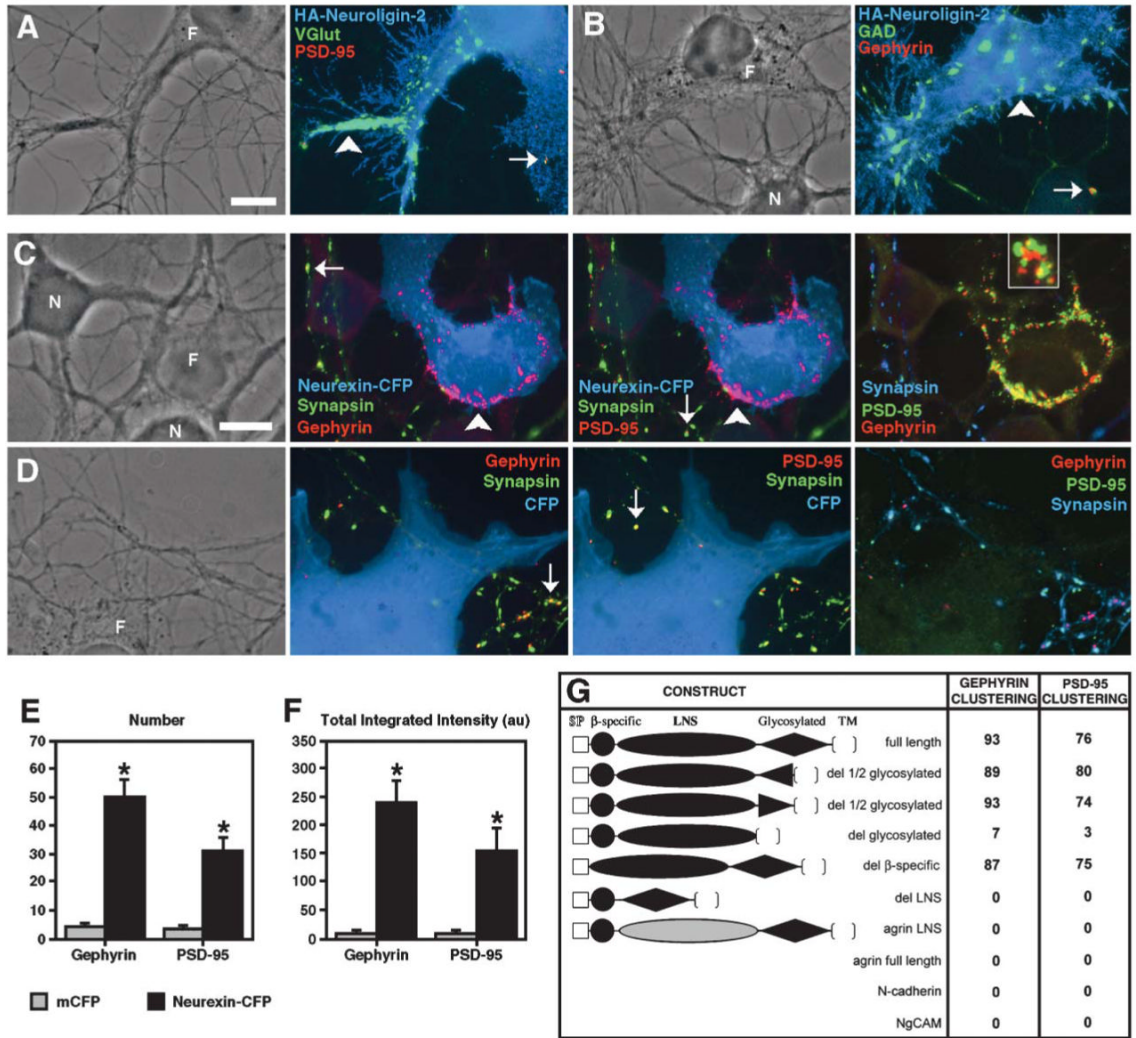 A
F
HA-Neuroligin-2
VGlut
PSD-95
B
F
N
HA-Neuroligin-2
GAD
Gephyrin
C
N
F
N
Neurexin-CFP
Synapsin
Gephyrin
Neurexin-CFP
Synapsin
PSD-95
Synapsin
PSD-95
Gephyrin
D
F
Gephyrin
Synapsin
CFP
PSD-95
Synapsin
CFP
Gephyrin
PSD-95
Synapsin
E
Number
70
60
50
40
30
20
10
0
*
*
Gephyrin
PSD-95
F
Total Integrated Intensity (au)
350
300
250
200
150
100
50
0
*
*
Gephyrin
PSD-95
mCFP
Neurexin-CFP
G
CONSTRUCT
GEPHYRIN CLUSTERING
PSD-95 CLUSTERING
SP β-specific LNS Glycosylated TM
full length 93 76
del 1/2 glycosylated 89 80
del 1/2 glycosylated 93 74
del glycosylated 7 3
del β-specific 87 75
del LNS 0 0
agrin LNS 0 0
agrin full length 0 0
N-cadherin 0 0
NgCAM 0 0